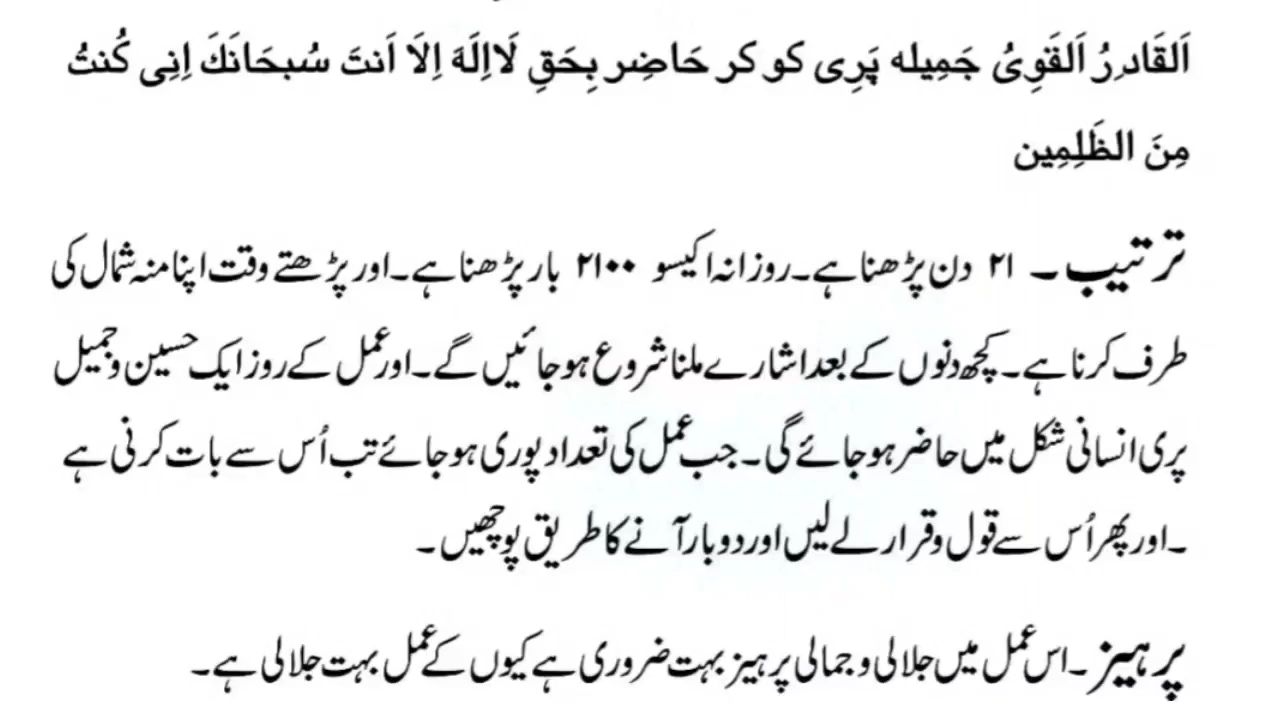 اَلقَادِرُ اَلقَوِیُ جَمِیله پَرِی کو کر حَاضِر بِحَقِ لَااِلَهَ اِلَا اَنتَ سُبحَانَكَ اِنِی کُنتُ
مِنَ الظَلِمِین
ترتیب۔ ۲۱ دن پڑھنا ہے۔روزانہ اکیسو ۲۱۰۰ بار پڑھنا ہے۔اور پڑھتے وقت اپنا منہ شمال کی
طرف کرنا ہے۔کچھ دنوں کے بعد اشارے ملنا شروع ہو جائیں گے۔اور عمل کے روز ایک حسین و جمیل
پری انسانی شکل میں حاضر ہو جائے گی۔جب عمل کی تعداد پوری ہو جائے تب اُس سے بات کرنی ہے
۔اور پھر اُس سے قول و قرار لے لیں اور دوبار آنے کا طریق پوچھیں۔
پرہیز۔اس عمل میں جلالی و جمالی پرہیز بہت ضروری ہے کیوں کے عمل بہت جلالی ہے۔